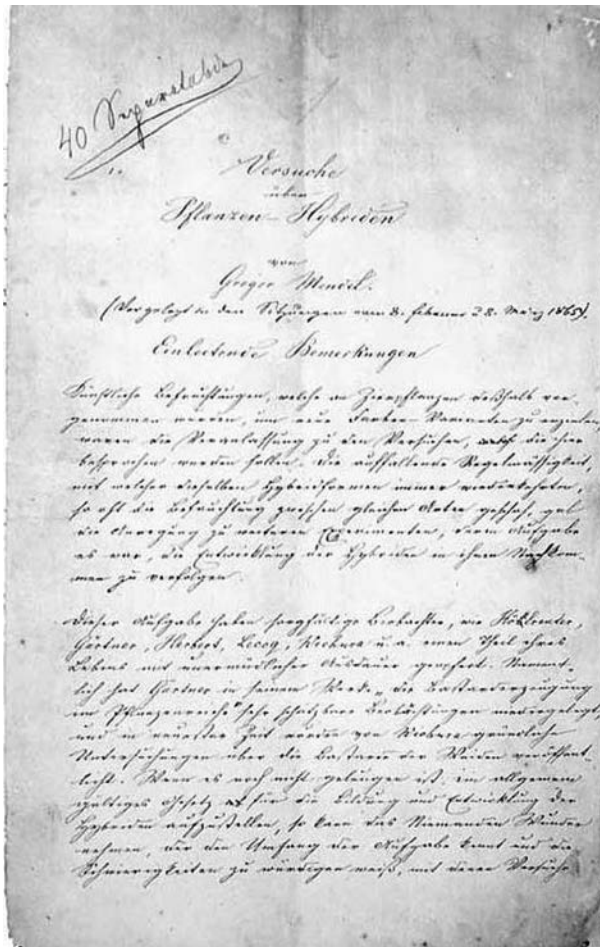 40 Separatabdr
Versuche
über
Pflanzen-Hybriden
von
Gregor Mendel.
(Vorgelegt in den Sitzungen vom 8. Februar u 8. März 1865).
Einleitende Bemerkungen
Künstliche Befruchtungen, welche an Zierpflanzen deßhalb vor-
genommen wurden, um neue Farben-Varianten zu erzielen,
waren die Veranlassung zu den Versuchen, die hier
besprochen werden sollen. Die auffallende Regelmässigkeit,
mit welcher dieselben Hybridformen immer wiederkehrten,
so oft die Befruchtung zwischen gleichen Arten geschah, gab
die Anregung zu weiteren Experimenten, deren Aufgabe
es war, die Entwicklung der Hybriden in ihren Nachkom-
men zu verfolgen.
Dieser Aufgabe haben sorgfältige Beobachter, wie Kölreuter,
Gärtner, Herbert, Lecoq, Wichura u. a. einen Theil ihres
Lebens mit unermüdlicher Ausdauer geopfert. Nament-
lich hat Gärtner in seinem Werke „die Bastarderzeugung
im Pflanzenreiche“ sehr schätzbare Beobachtungen niedergelegt,
und in neuester Zeit wurden von Wichura gründliche
Untersuchungen über die Bastarde der Weiden veröffent-
licht. Wenn es noch nicht gelungen ist, ein allgemein
gültiges Gesetz für die Bildung und Entwicklung der
Hybriden aufzustellen, so kann das Niemanden Wunder
nehmen, der den Umfang der Aufgabe kennt und die
Schwierigkeiten zu würdigen weiß, mit denen Versuche